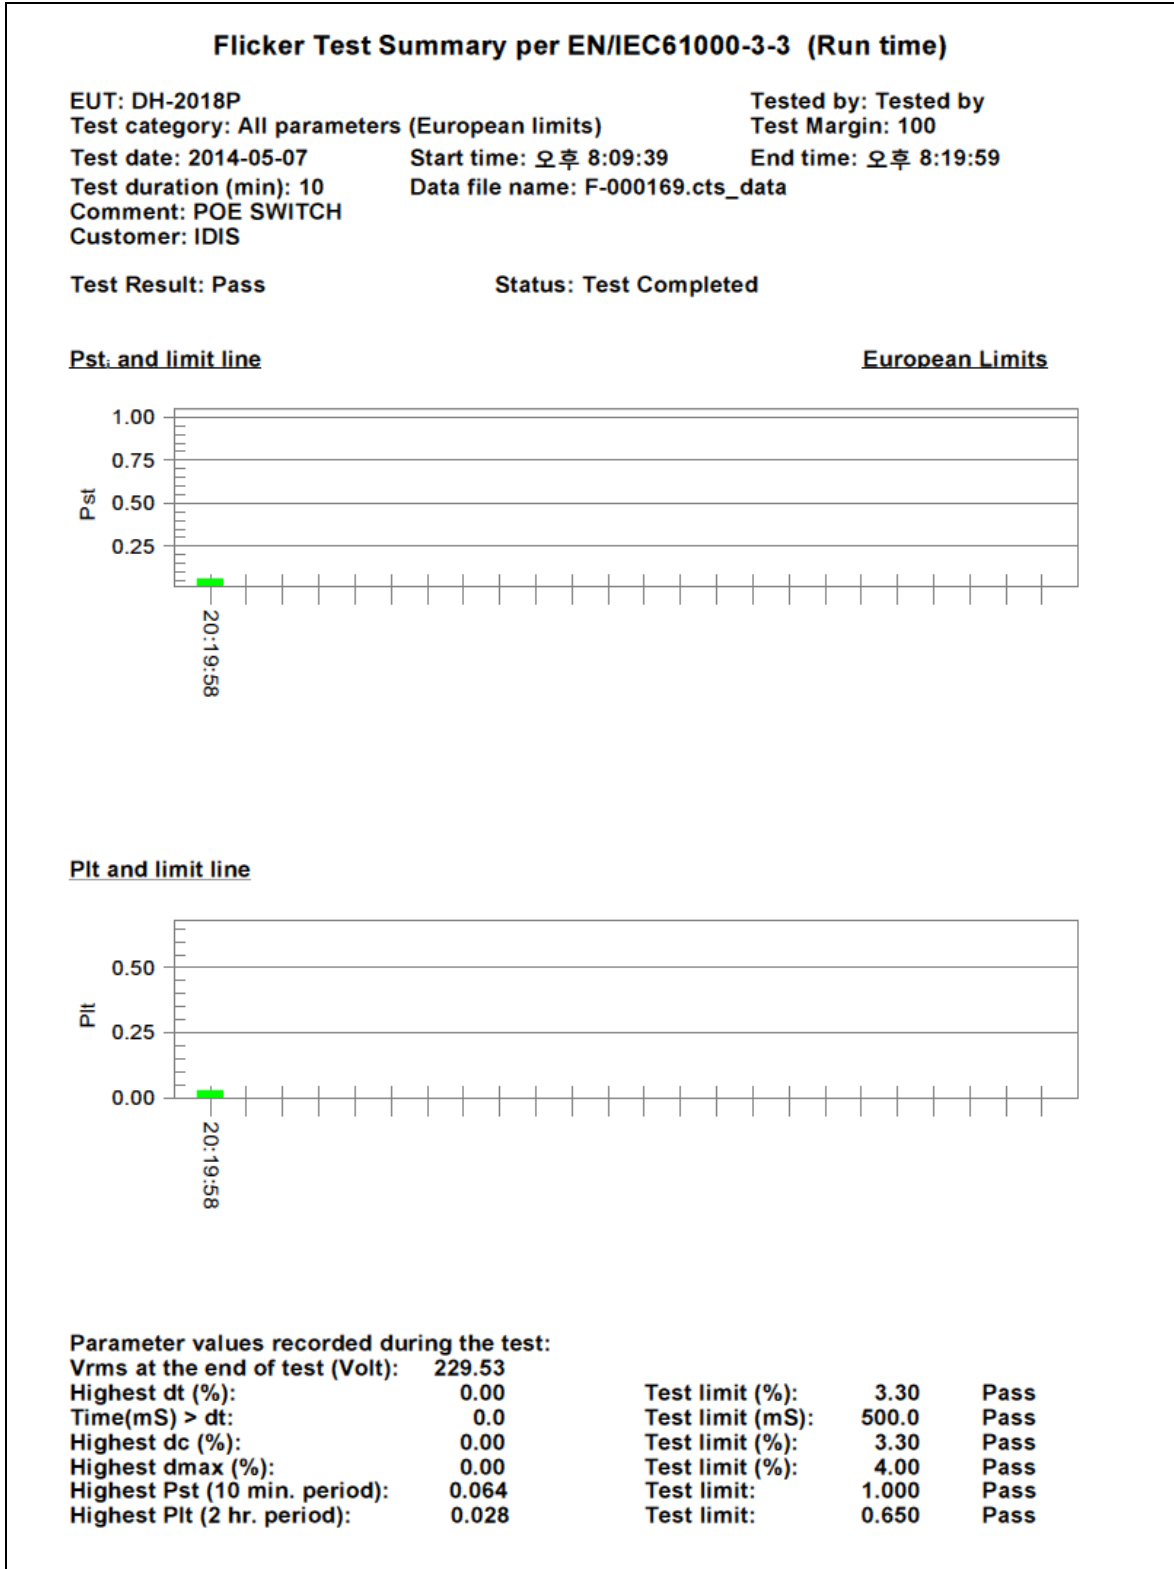 Flicker Test Summary per EN/IEC61000-3-3 (Run time)
EUT: DH-2018P Tested by: Tested by
Test category: All parameters (European limits) Test Margin: 100
Test date: 2014-05-07 Start time: 오후 8:09:39 End time: 오후 8:19:59
Test duration (min): 10 Data file name: F-000169.cts_data
Comment: POE SWITCH
Customer: IDIS
Test Result: Pass Status: Test Completed
Psti and limit line European Limits
1.00
0.75
0.50
0.25
Pst
20:19:58
Plt and limit line
0.50
0.25
0.00
Plt
20:19:58
Parameter values recorded during the test:
Vrms at the end of test (Volt): 229.53
Highest dt (%): 0.00 Test limit (%): 3.30 Pass
Time(mS) > dt: 0.0 Test limit (mS): 500.0 Pass
Highest dc (%): 0.00 Test limit (%): 3.30 Pass
Highest dmax (%): 0.00 Test limit (%): 4.00 Pass
Highest Pst (10 min. period): 0.064 Test limit: 1.000 Pass
Highest Plt (2 hr. period): 0.028 Test limit: 0.650 Pass